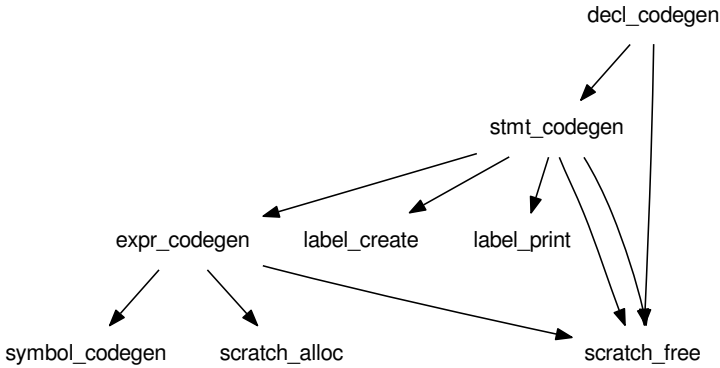 decl_codegen
stmt_codegen
expr_codegen
label_create
label_print
symbol_codegen
scratch_alloc
scratch_free